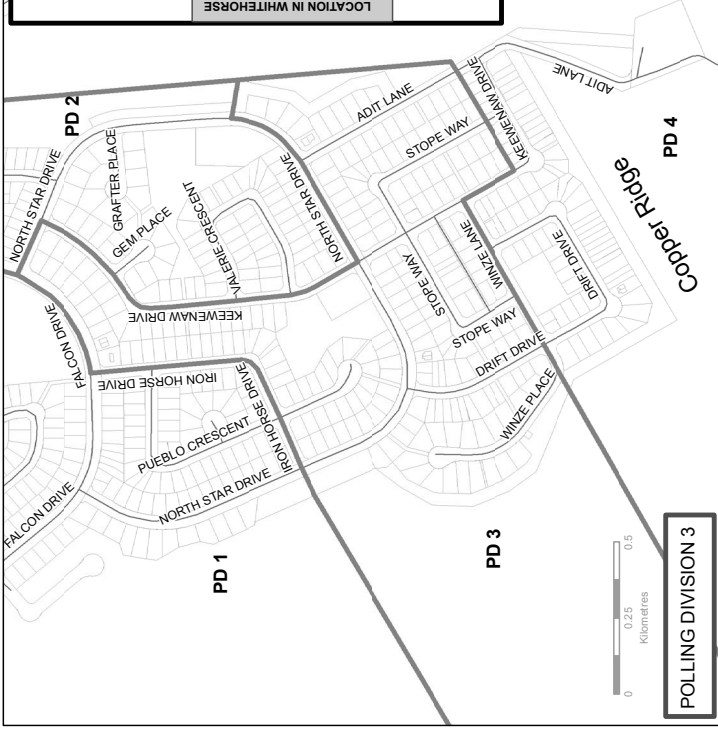 LOCATION IN WHITEHORSE
PD 2
NORTH STAR DRIVE
GRAFTER PLACE
GEM PLACE
VALERIE CRESCENT
NORTH STAR DRIVE
ADIT LANE
STOPE WAY
KEEWENAW DRIVE
ADIT LANE
PD 4
Copper Ridge
FALCON DRIVE
KEEWENAW DRIVE
IRON HORSE DRIVE
IRON HORSE DRIVE
PUEBLO CRESCENT
NORTH STAR DRIVE
FALCON DRIVE
STOPE WAY
WINZE LANE
STOPE WAY
DRIFT DRIVE
DRIFT DRIVE
WINZE PLACE
PD 1
PD 3
0
0.25
0.5
Kilometres
POLLING DIVISION 3